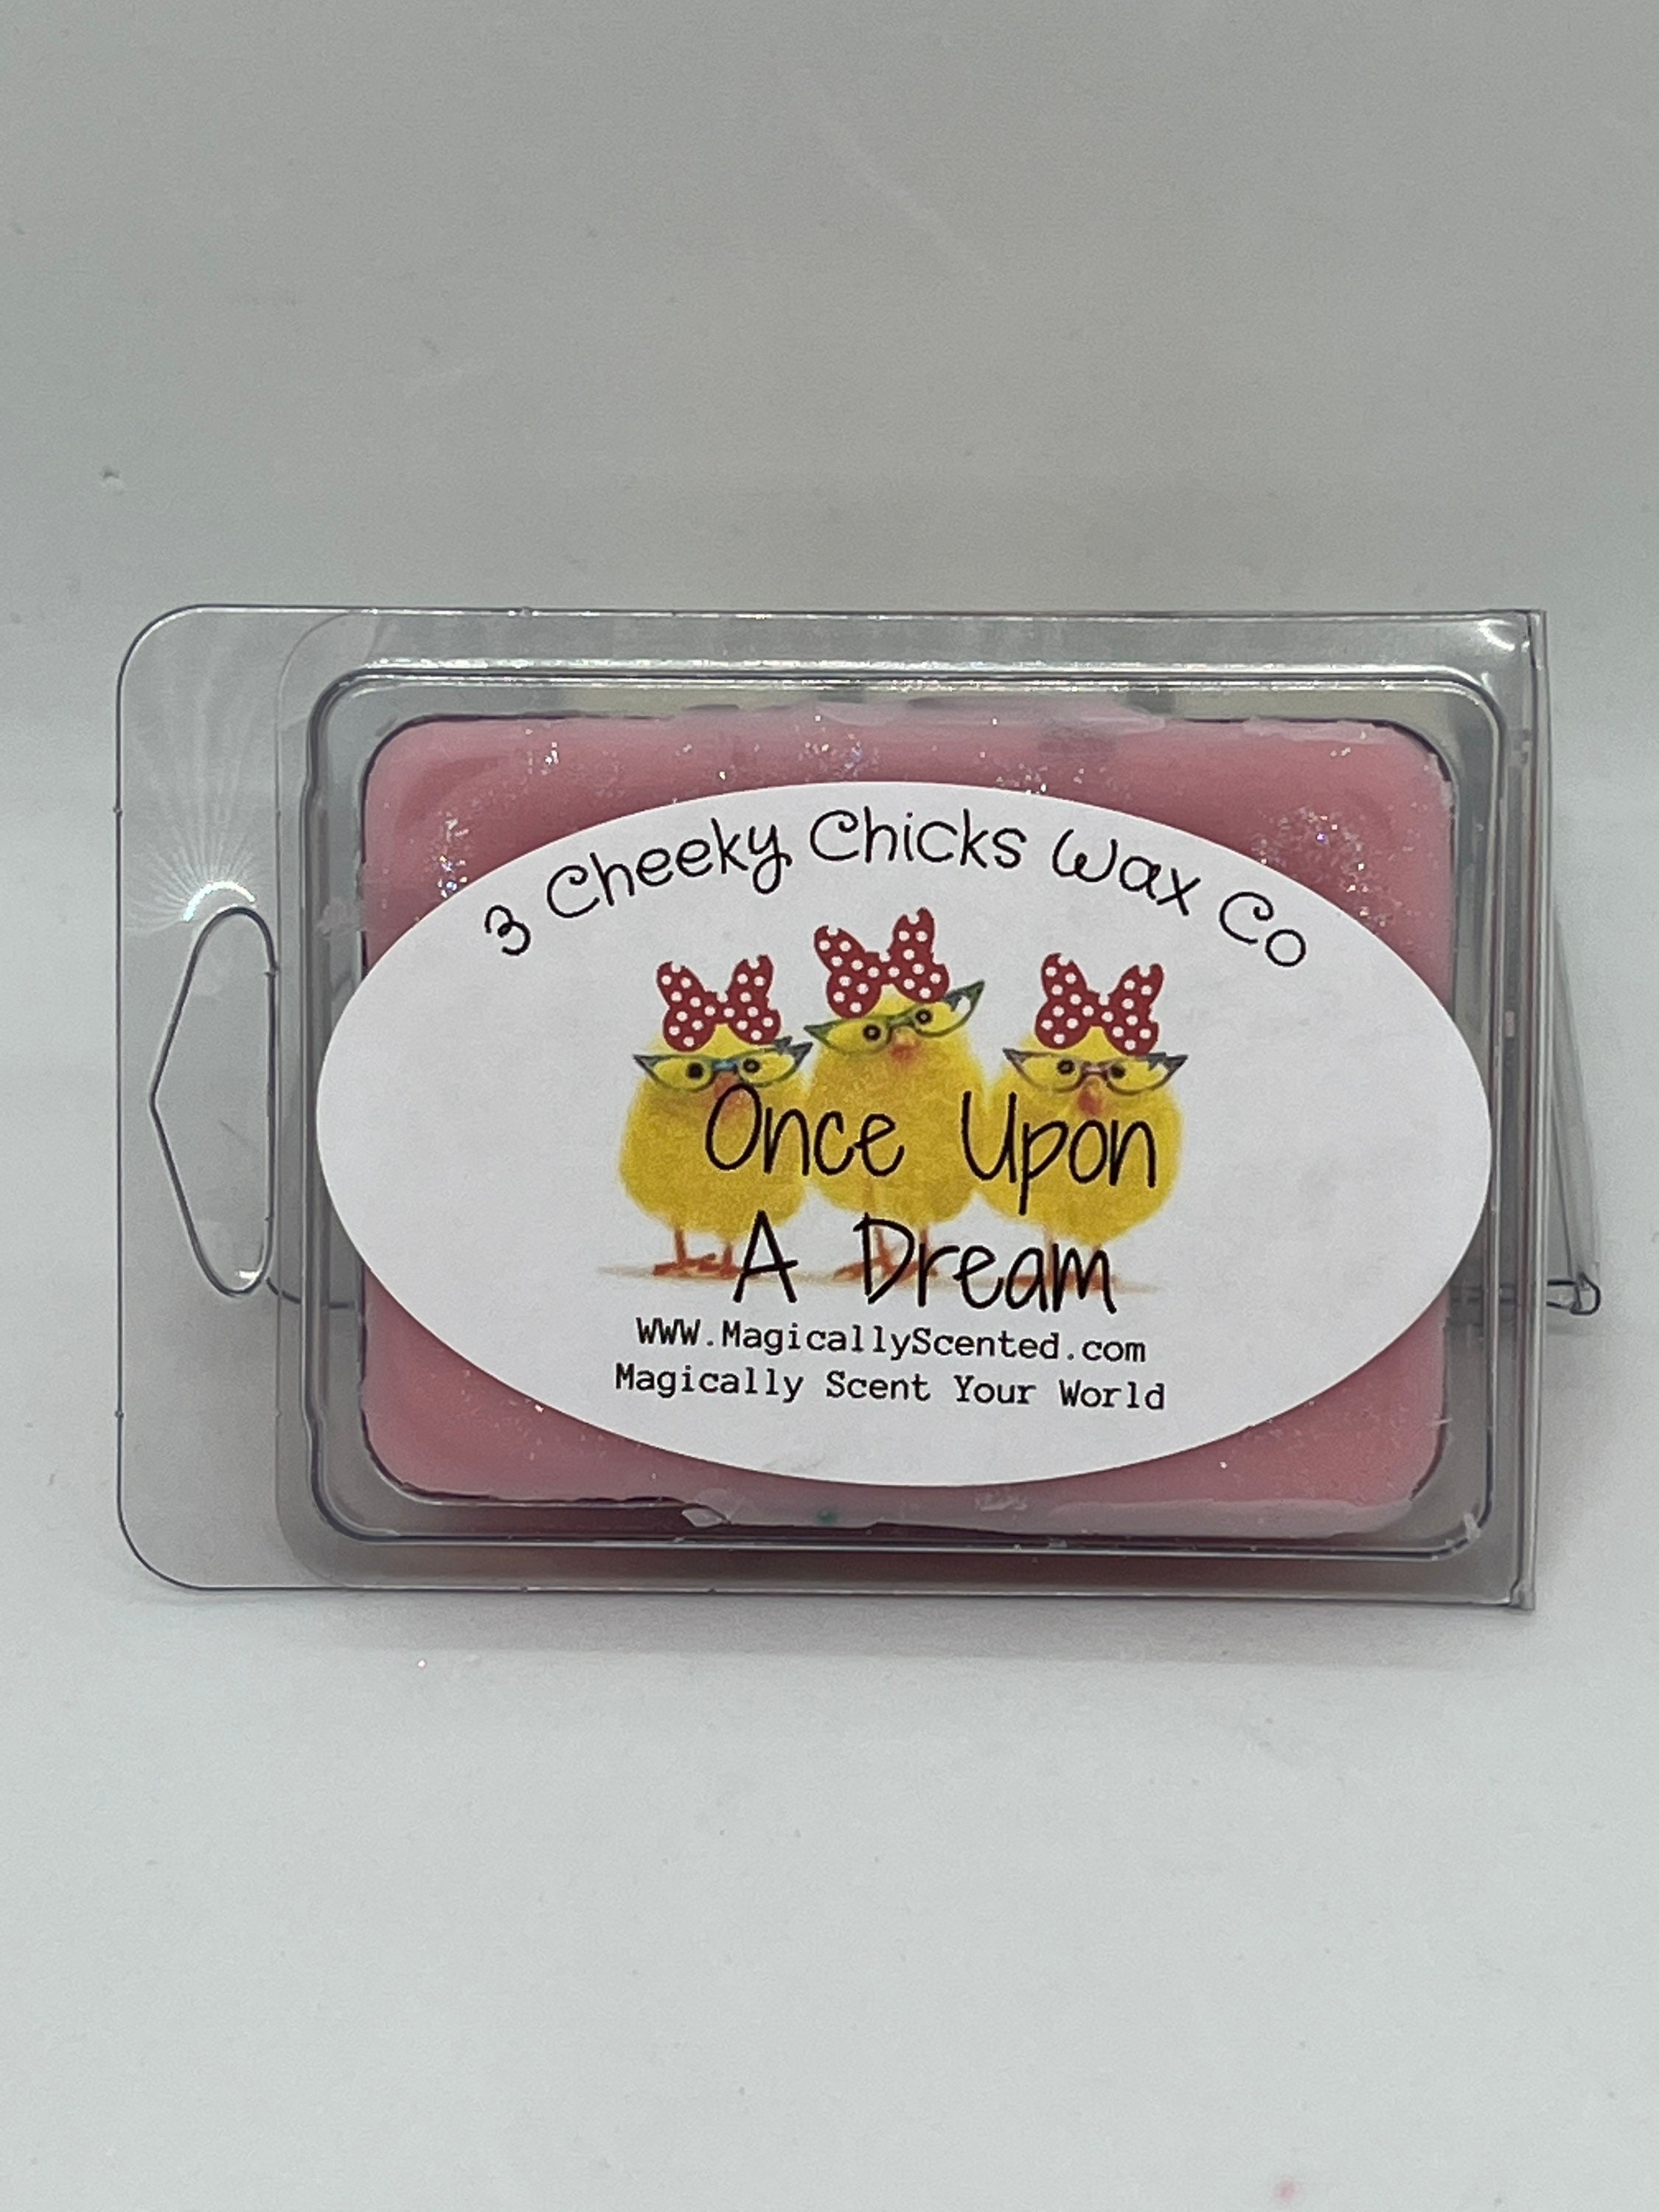 3 Cheeky Chicks Wax Co
Once Upon
A Dream
WWW.MagicallyScented.com
Magically Scent Your World